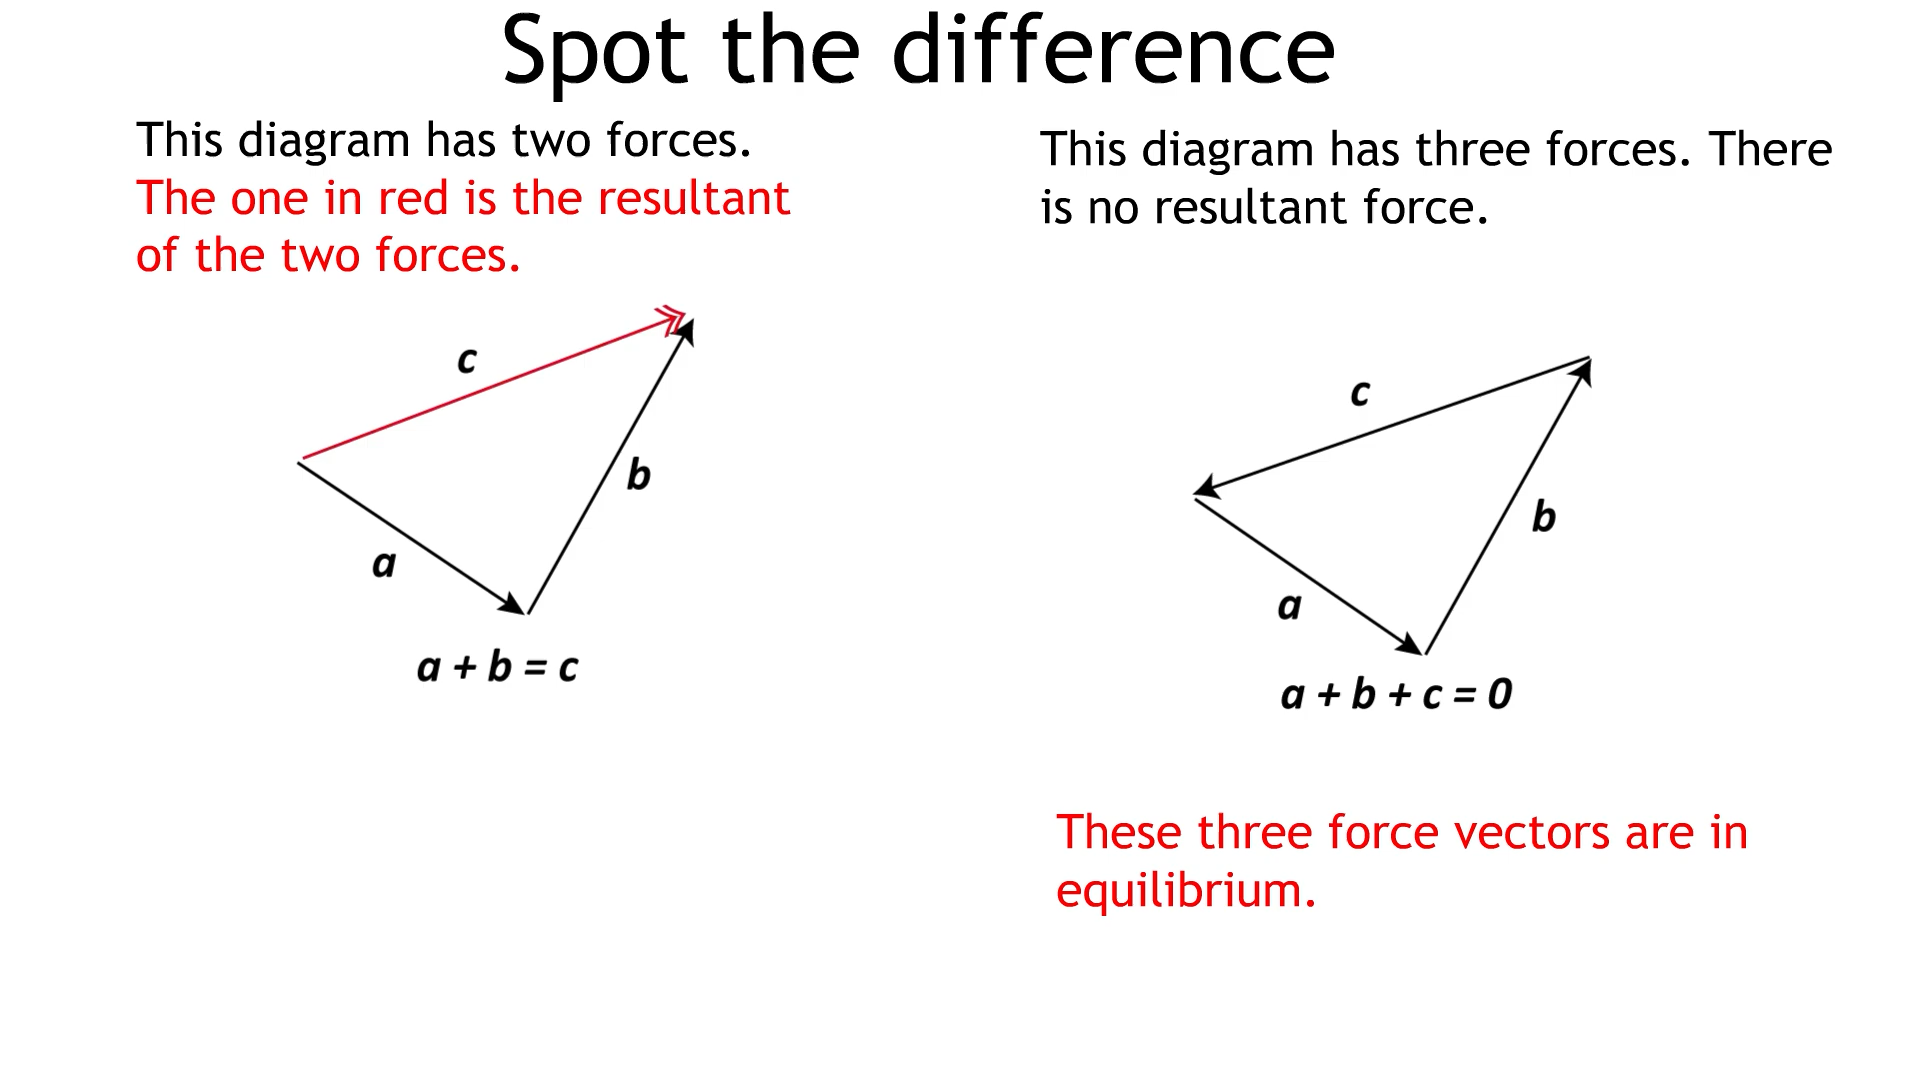 Spot the difference
This diagram has two forces.
The one in red is the resultant
of the two forces.
c
b
a
a + b = c
This diagram has three forces. There
is no resultant force.
c
b
a
a + b + c = 0
These three force vectors are in
equilibrium.